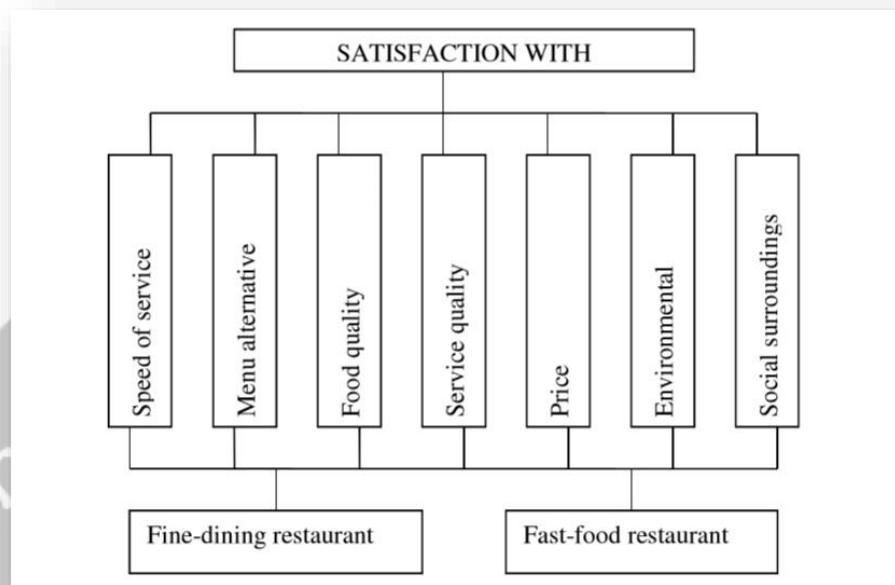 SATISFACTION WITH
Speed of service
Menu alternative
Food quality
Service quality
Price
Environmental
Social surroundings
Fine-dining restaurant
Fast-food restaurant